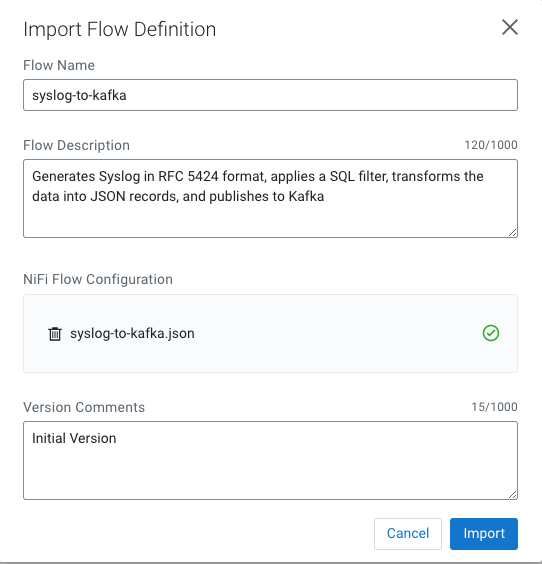 Import Flow Definition
Flow Name
syslog-to-kafka
Flow Description 120/1000
Generates Syslog in RFC 5424 format, applies a SQL filter, transforms the
data into JSON records, and publishes to Kafka
NiFi Flow Configuration
syslog-to-kafka.json
Version Comments 15/1000
Initial Version
Cancel Import